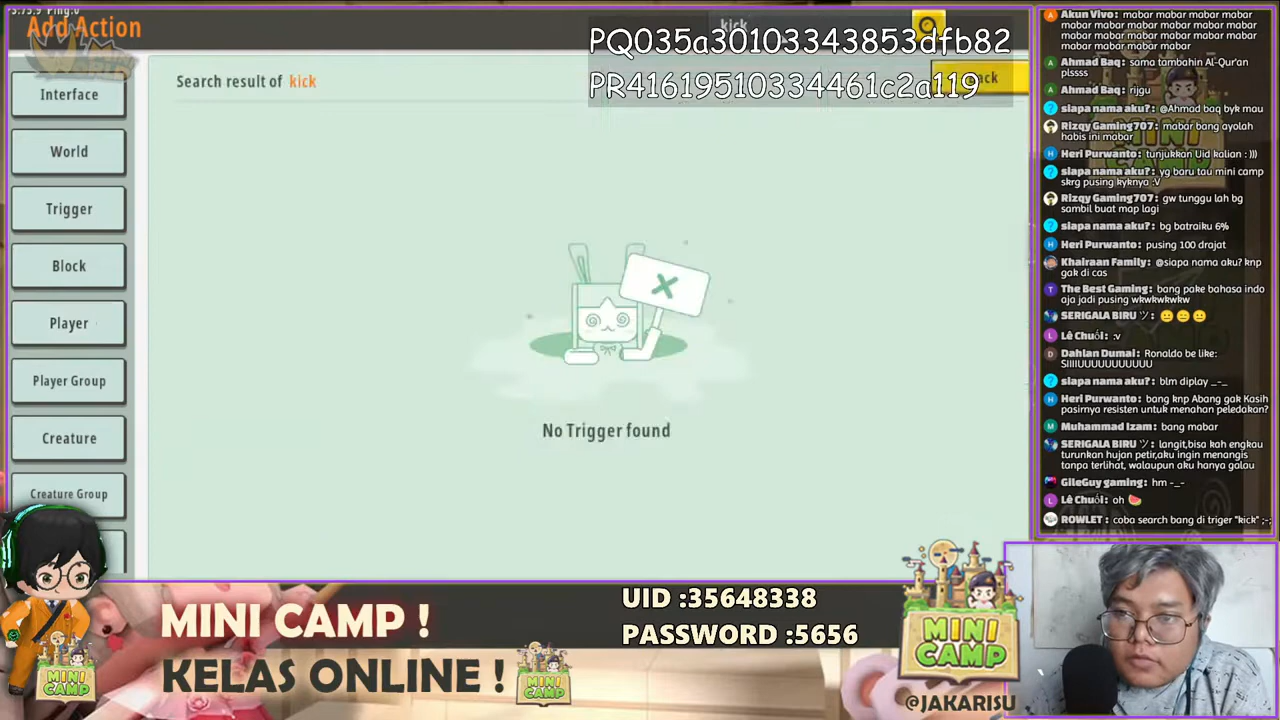 Add Action
kick
PQ035a30103343853dfb82
PR41619510334461c2a119
Search result of kick
Interface
World
Trigger
Block
Player
Player Group
Creature
Creature Group
No Trigger found
Akun Vivo: mabar mabar mabar mabar
mabar mabar mabar mabar mabar mabar
mabar mabar mabar mabar mabar mabar
mabar mabar mabar mabar
Ahmad Baq: sama tambahin Al-Qur'an
plssss
Ahmad Baq: rijgu
siapa nama aku?: @Ahmad baq byk mau
Rizqy Gaming707: mabar bang ayolah
habis ini mabar
Heri Purwanto: tunjukkan Uid kalian : )))
siapa nama aku?: yg baru tau mini camp
skrg pusing kyknya :V
Rizqy Gaming707: gw tunggu lah bg
sambil buat map lagi
siapa nama aku?: bg batraiku 6%
Heri Purwanto: pusing 100 drajat
Khairaan Family: @siapa nama aku? knp
gak di cas
The Best Gaming: bang pake bahasa indo
aja jadi pusing wkwkwkwkw
SERIGALA BIRU ツ: 😐😑😐
Lê Chuối: :v
Dahlan Dumai: Ronaldo be like:
SIIIIUUUUUUUUUU
siapa nama aku?: blm diplay _-_
Heri Purwanto: bang knp Abang gak Kasih
pasirnya resisten untuk menahan peledakan?
Muhammad Izam: bang mabar
SERIGALA BIRU ツ: langit,bisa kah engkau
turunkan hujan petir,aku ingin menangis
tanpa terlihat, walaupun aku hanya galau
GileGuy gaming: hm -_-
Lê Chuối: oh 🍉
ROWLET: coba search bang di triger "kick" ;-;
MINI CAMP !
KELAS ONLINE !
UID :35648338
PASSWORD :5656
MINI
CAMP
@JAKARISU